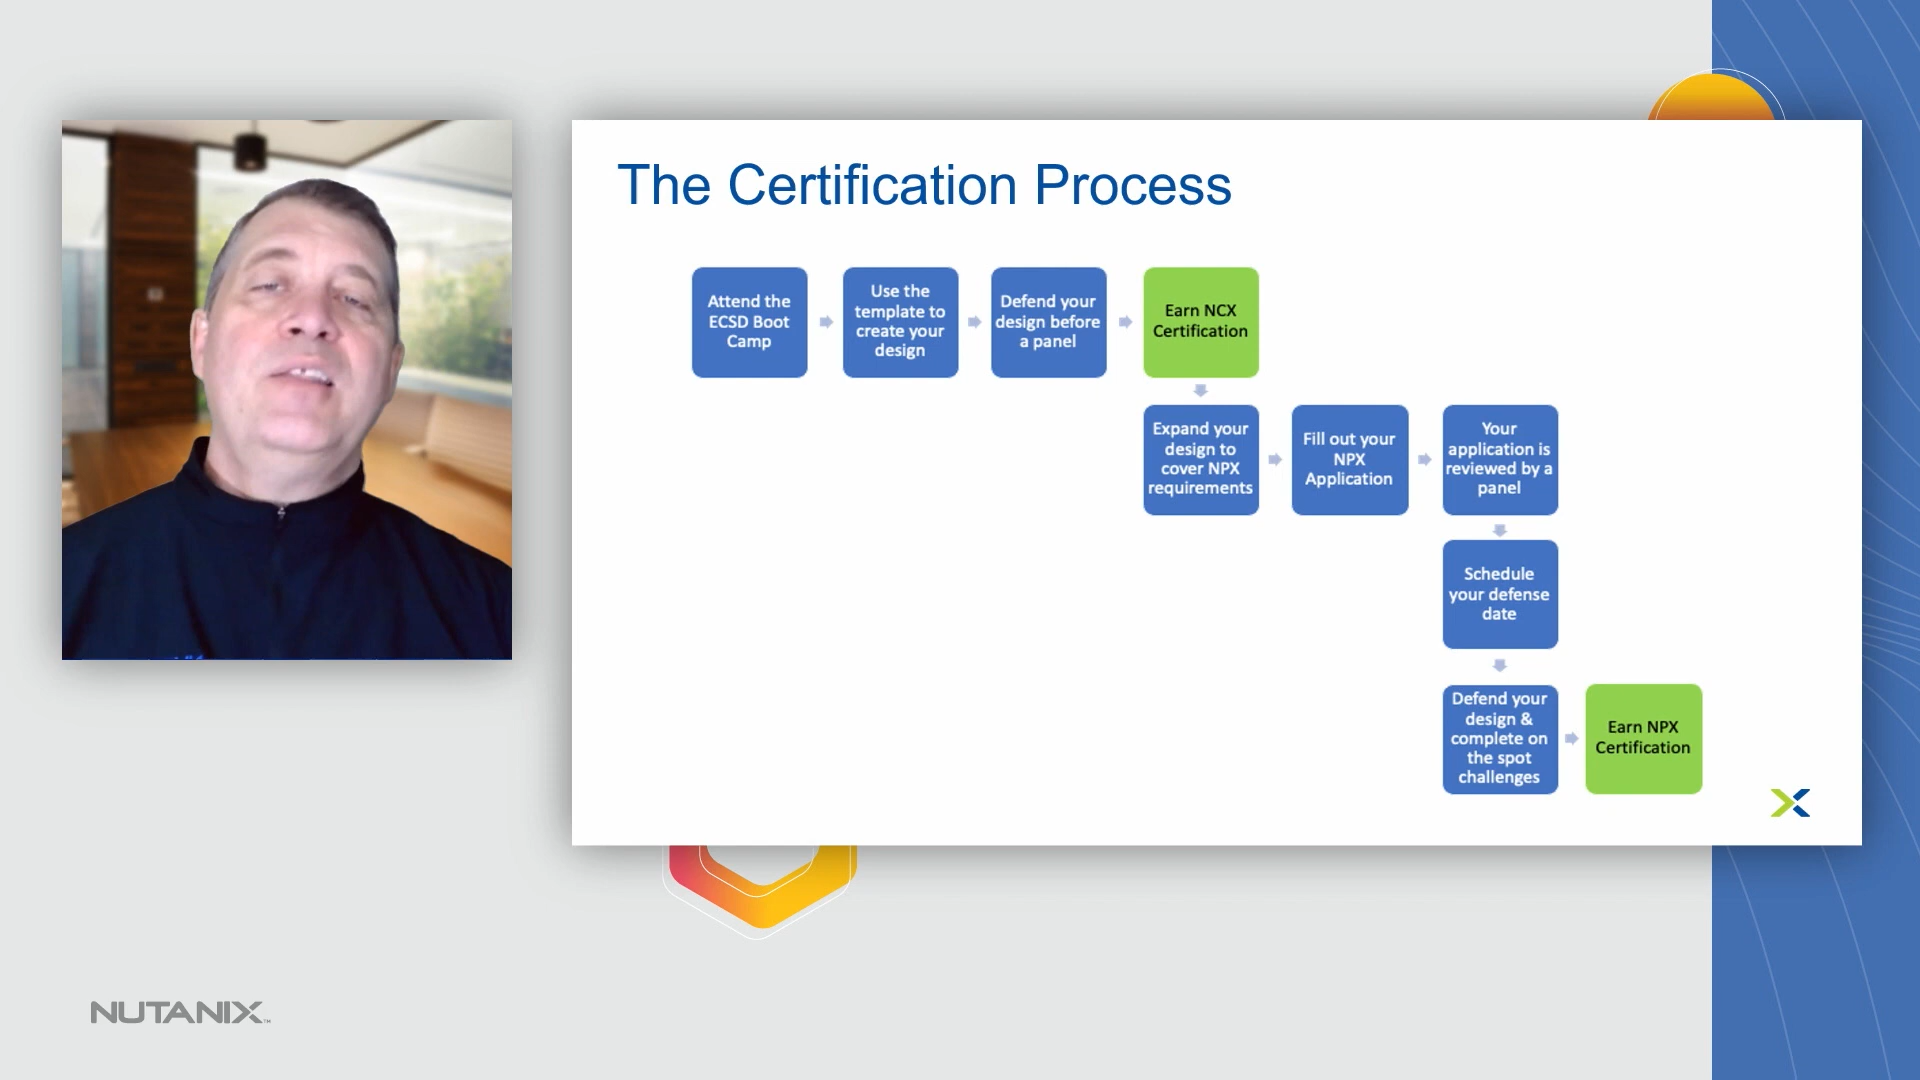 The Certification Process
Attend the
ECSD Boot
Camp
Use the
template to
create your
design
Defend your
design before
a panel
Earn NCX
Certification
Expand your
design to
cover NPX
requirements
Fill out your
NPX
Application
Your
application is
reviewed by a
panel
Schedule
your defense
date
Defend your
design &
complete on
the spot
challenges
Earn NPX
Certification
NUTANIX™